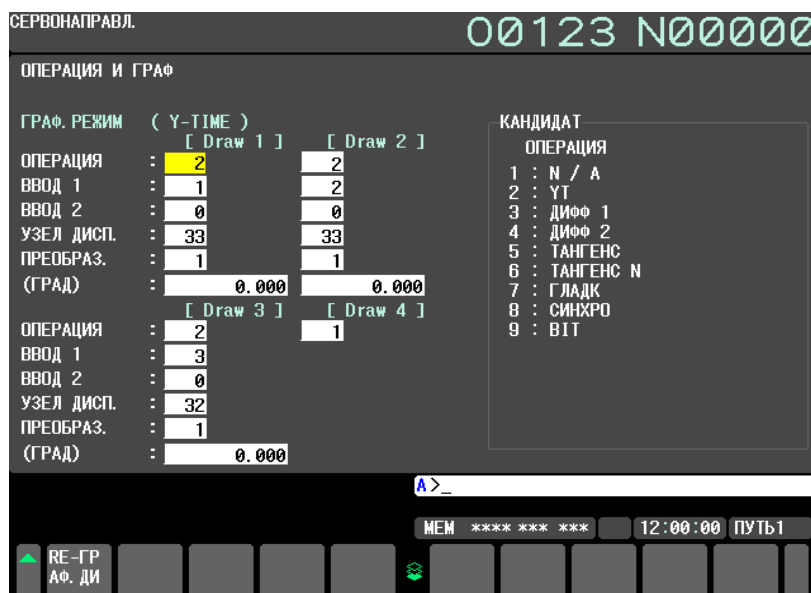 СЕРВОНАПРАВЛ.
O0123 N00000
ОПЕРАЦИЯ И ГРАФ
ГРАФ. РЕЖИМ ( Y-TIME )
[ Draw 1 ] [ Draw 2 ]
ОПЕРАЦИЯ : 2 2
ВВОД 1 : 1 2
ВВОД 2 : 0 0
УЗЕЛ ДИСП. : 33 33
ПРЕОБРАЗ. : 1 1
(ГРАД) : 0.000 0.000
[ Draw 3 ] [ Draw 4 ]
ОПЕРАЦИЯ : 2 1
ВВОД 1 : 3
ВВОД 2 : 0
УЗЕЛ ДИСП. : 32
ПРЕОБРАЗ. : 1
(ГРАД) : 0.000
КАНДИДАТ
ОПЕРАЦИЯ
1 : N / A
2 : YT
3 : ДИФФ 1
4 : ДИФФ 2
5 : ТАНГЕНС
6 : ТАНГЕНС N
7 : ГЛАДК
8 : СИНХРО
9 : BIT
A>_
MEM **** *** *** 12:00:00 ПУТЬ1
RE-ГР
АФ. ДИ